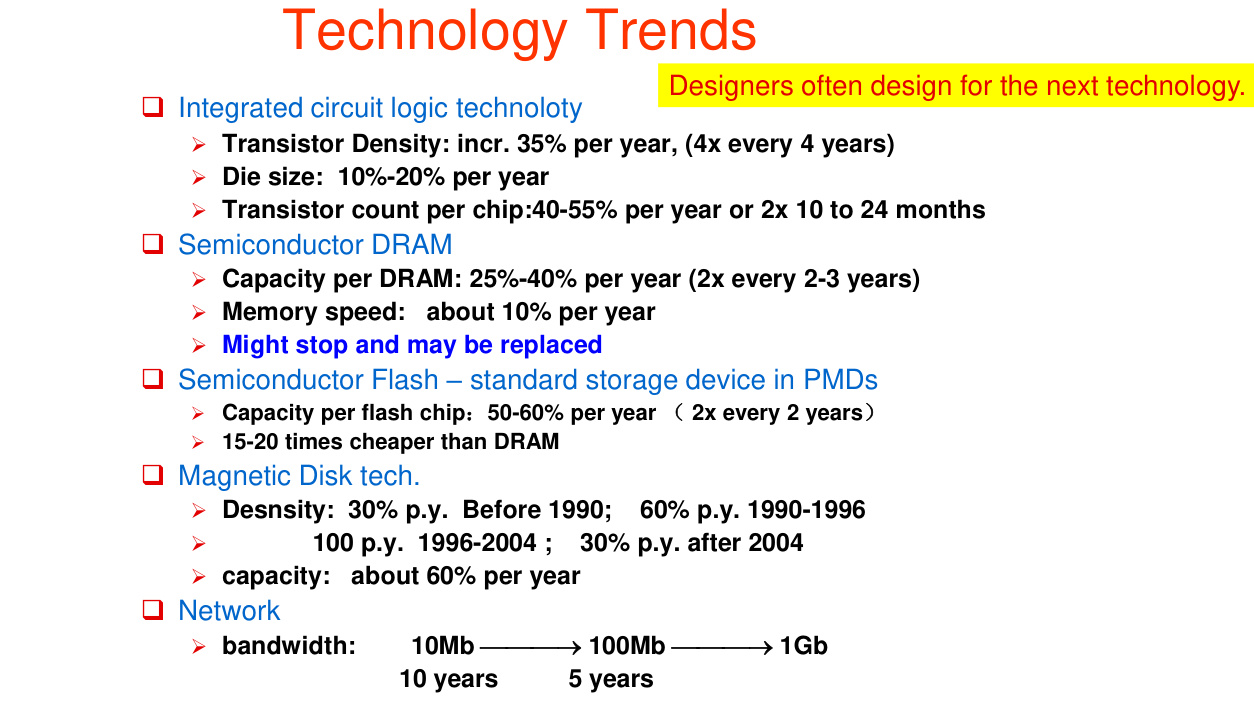 Technology Trends
Designers often design for the next technology.
Integrated circuit logic technoloty
Transistor Density: incr. 35% per year, (4x every 4 years)
Die size: 10%-20% per year
Transistor count per chip:40-55% per year or 2x 10 to 24 months
Semiconductor DRAM
Capacity per DRAM: 25%-40% per year (2x every 2-3 years)
Memory speed: about 10% per year
Might stop and may be replaced
Semiconductor Flash – standard storage device in PMDs
Capacity per flash chip：50-60% per year （ 2x every 2 years）
15-20 times cheaper than DRAM
Magnetic Disk tech.
Desnsity: 30% p.y. Before 1990; 60% p.y. 1990-1996
100 p.y. 1996-2004 ; 30% p.y. after 2004
capacity: about 60% per year
Network
bandwidth: 10Mb ⟶ 100Mb ⟶ 1Gb
10 years 5 years